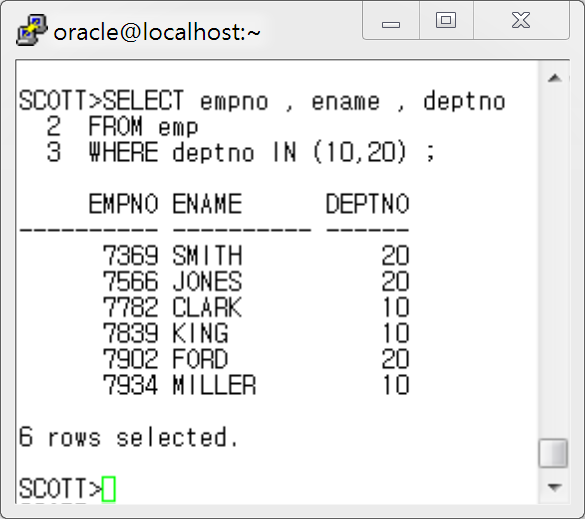 oracle@localhost:~
SCOTT>SELECT empno , ename , deptno
  2  FROM emp
  3  WHERE deptno IN (10,20) ;
     EMPNO ENAME      DEPTNO
---------- ---------- ------
      7369 SMITH          20
      7566 JONES          20
      7782 CLARK          10
      7839 KING           10
      7902 FORD           20
      7934 MILLER         10
6 rows selected.
SCOTT>